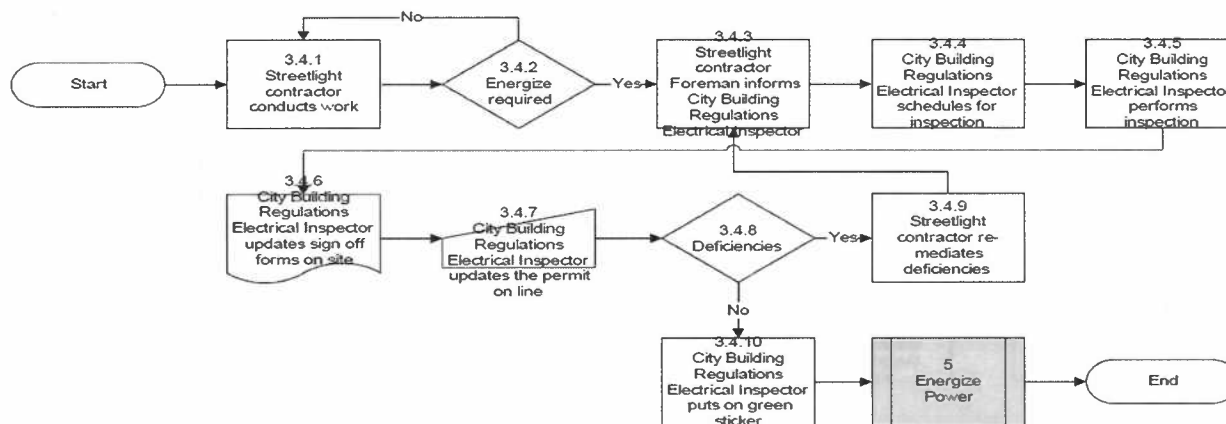 No
Start
3.4.1
Streetlight
contractor
conducts work
3.4.2
Energize
required
Yes
3.4.3
Streetlight
contractor
Foreman informs
City Building
Regulations
Electrical Inspector
3.4.4
City Building
Regulations
Electrical Inspector
schedules for
inspection
3.4.5
City Building
Regulations
Electrical Inspector
performs
inspection
3.4.6
City Building
Regulations
Electrical Inspector
updates sign off
forms on site
3.4.7
City Building
Regulations
Electrical Inspector
updates the permit
on line
3.4.8
Deficiencies
Yes
3.4.9
Streetlight
contractor re-
mediates
deficiencies
No
3.4.10
City Building
Regulations
Electrical Inspector
puts on green
sticker
5
Energize
Power
End